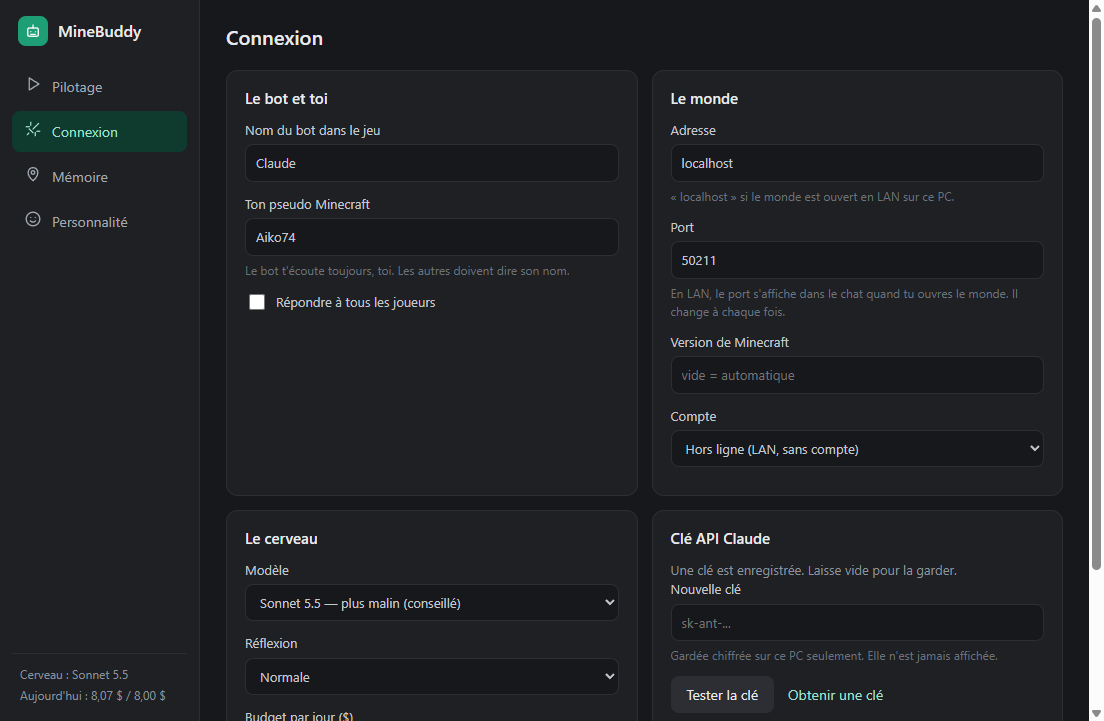 MineBuddy
Pilotage
Connexion
Mémoire
Personnalité
Cerveau : Sonnet 5.5
Aujourd'hui : 8,07 $ / 8,00 $
Connexion
Le bot et toi
Nom du bot dans le jeu
Claude
Ton pseudo Minecraft
Aiko74
Le bot t'écoute toujours, toi. Les autres doivent dire son nom.
Répondre à tous les joueurs
Le monde
Adresse
localhost
« localhost » si le monde est ouvert en LAN sur ce PC.
Port
50211
En LAN, le port s'affiche dans le chat quand tu ouvres le monde. Il
change à chaque fois.
Version de Minecraft
vide = automatique
Compte
Hors ligne (LAN, sans compte)
Le cerveau
Modèle
Sonnet 5.5 — plus malin (conseillé)
Réflexion
Normale
Budget par jour ($)
Clé API Claude
Une clé est enregistrée. Laisse vide pour la garder.
Nouvelle clé
sk-ant-...
Gardée chiffrée sur ce PC seulement. Elle n'est jamais affichée.
Tester la clé
Obtenir une clé